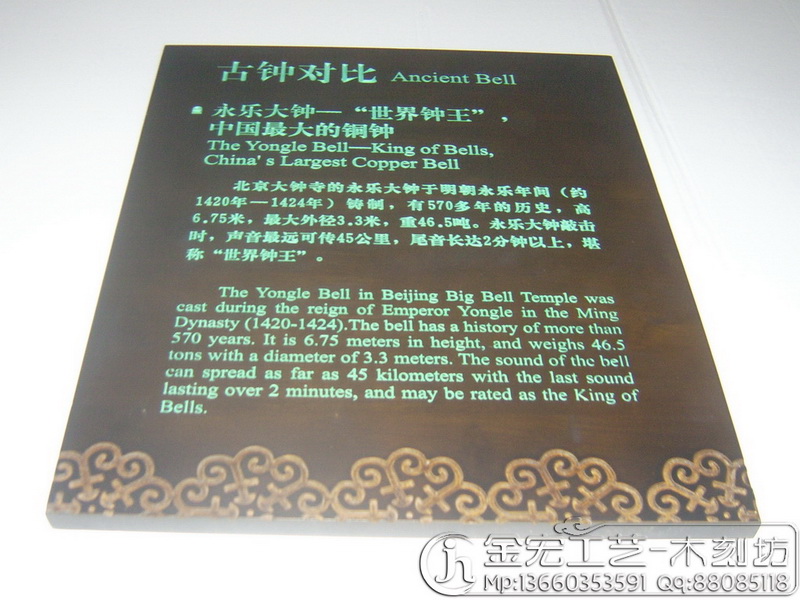 古钟对比 Ancient Bell
永乐大钟—“世界钟王”，
中国最大的铜钟
The Yongle Bell—King of Bells,
China's Largest Copper Bell
北京大钟寺的永乐大钟于明朝永乐年间（约
1420年—1424年）铸制，有570多年的历史，高
6.75米，最大外径3.3米，重46.5吨。永乐大钟敲击
时，声音最远可传45公里，尾音长达2分钟以上，堪
称“世界钟王”。
The Yongle Bell in Beijing Big Bell Temple was
cast during the reign of Emperor Yongle in the Ming
Dynasty (1420-1424).The bell has a history of more than
570 years. It is 6.75 meters in height, and weighs 46.5
tons with a diameter of 3.3 meters. The sound of the bell
can spread as far as 45 kilometers with the last sound
lasting over 2 minutes, and may be rated as the King of
Bells.
金宏工艺-木刻坊
Mp:13660353591 QQ:88085118